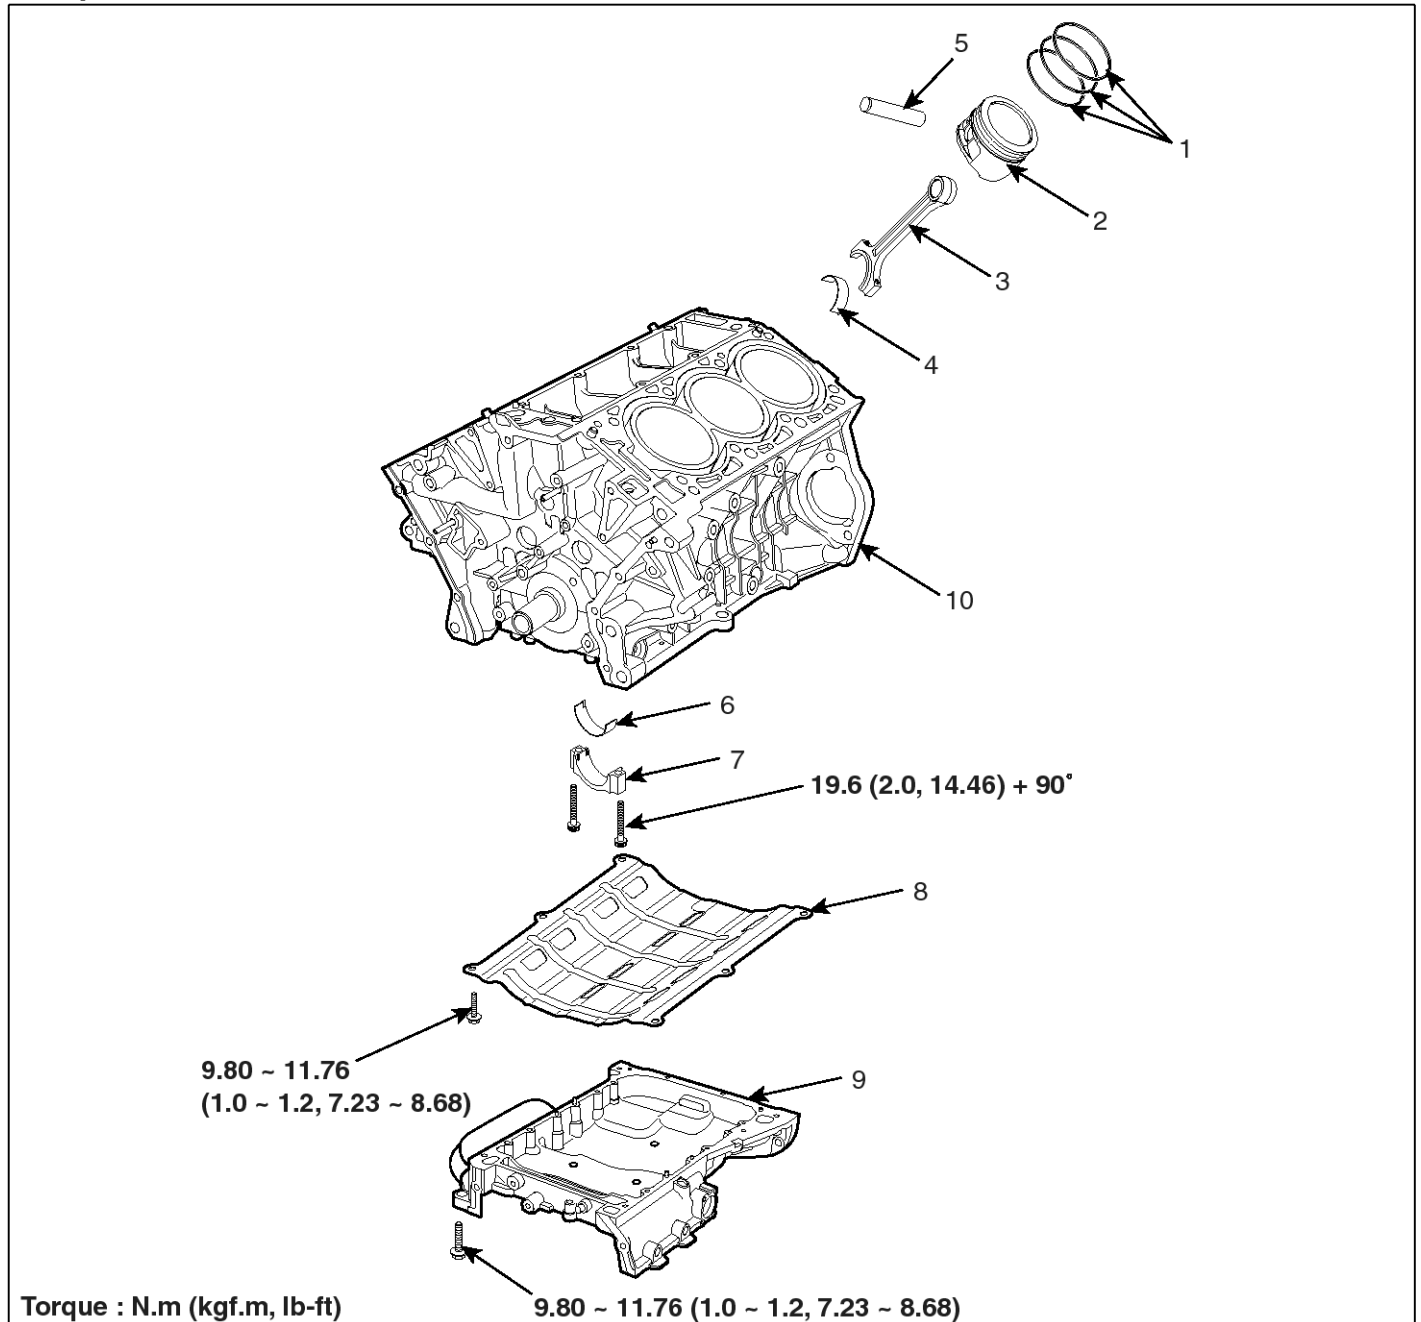 5
1
2
3
4
10
6
7
19.6 (2.0, 14.46) + 90°
8
9.80 ~ 11.76
(1.0 ~ 1.2, 7.23 ~ 8.68)
9
Torque : N.m (kgf.m, lb-ft)
9.80 ~ 11.76 (1.0 ~ 1.2, 7.23 ~ 8.68)